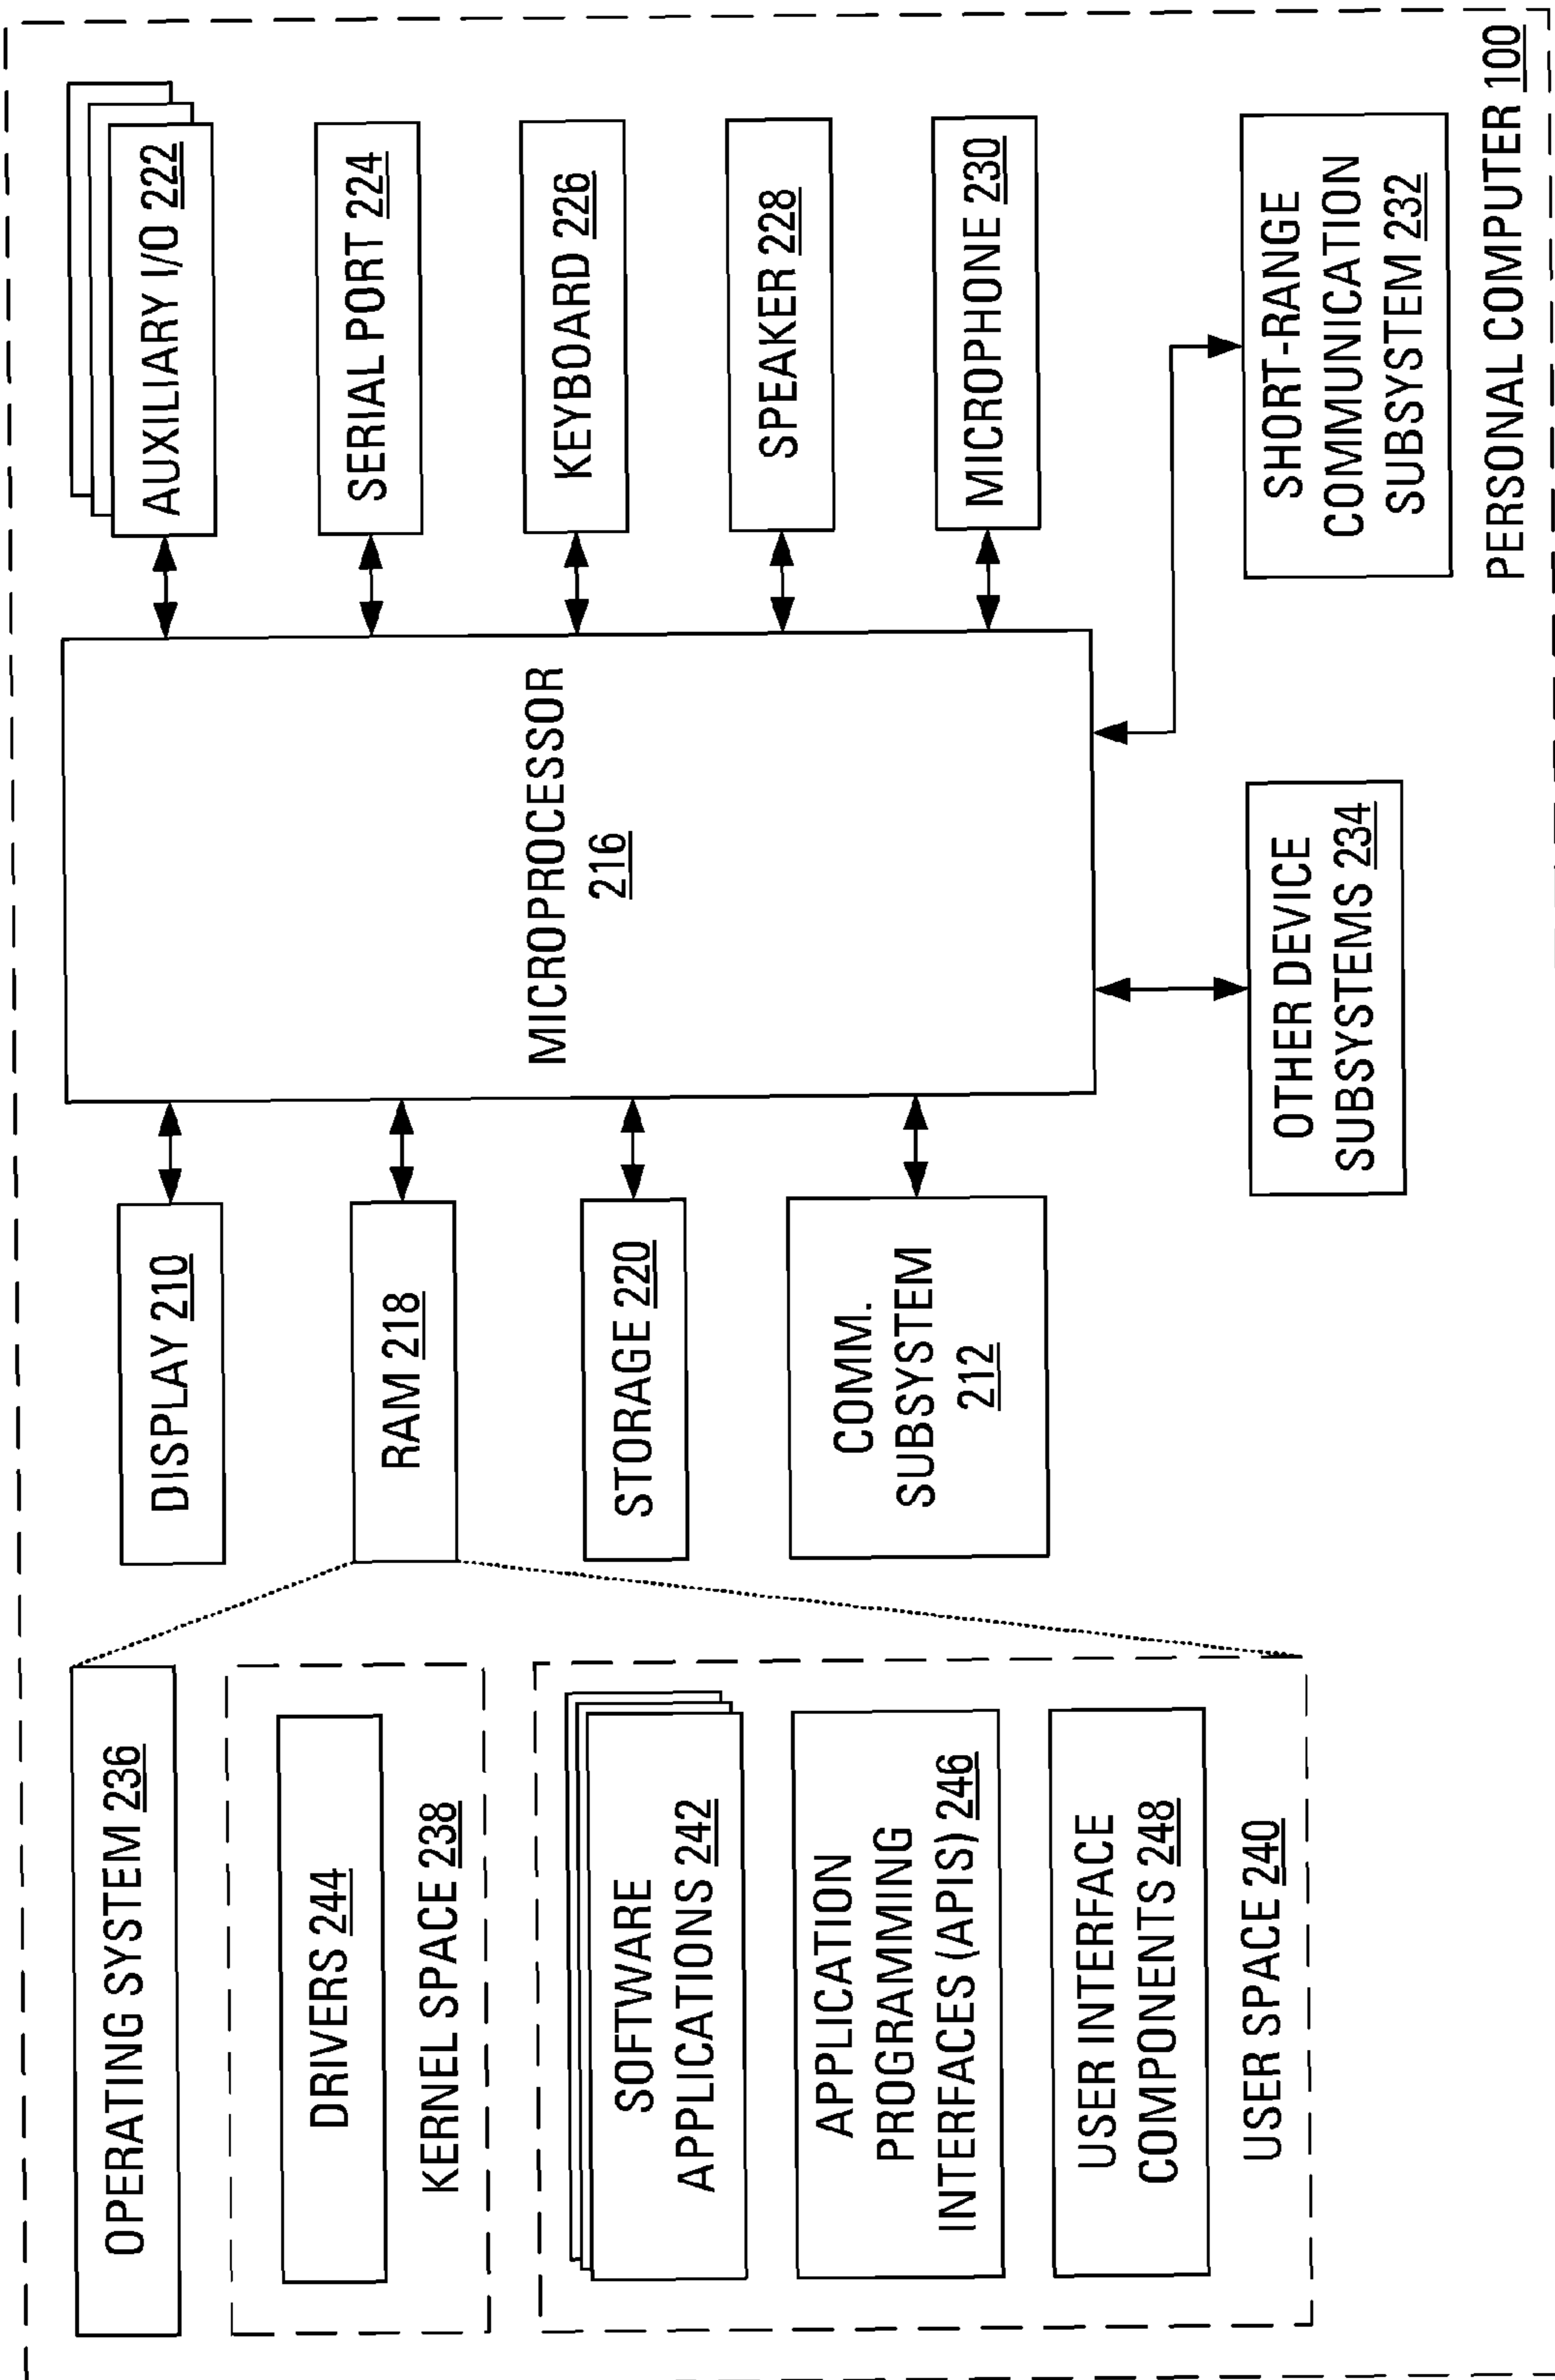 OPERATING SYSTEM 236
DRIVERS 244
KERNEL SPACE 238
SOFTWARE
APPLICATIONS 242
APPLICATION
PROGRAMMING
INTERFACES (APIS) 246
USER INTERFACE
COMPONENTS 248
USER SPACE 240
DISPLAY 210
RAM 218
STORAGE 220
COMM.
SUBSYSTEM
212
MICROPROCESSOR
216
OTHER DEVICE
SUBSYSTEMS 234
AUXILIARY I/O 222
SERIAL PORT 224
KEYBOARD 226
SPEAKER 228
MICROPHONE 230
SHORT-RANGE
COMMUNICATION
SUBSYSTEM 232
PERSONAL COMPUTER 100